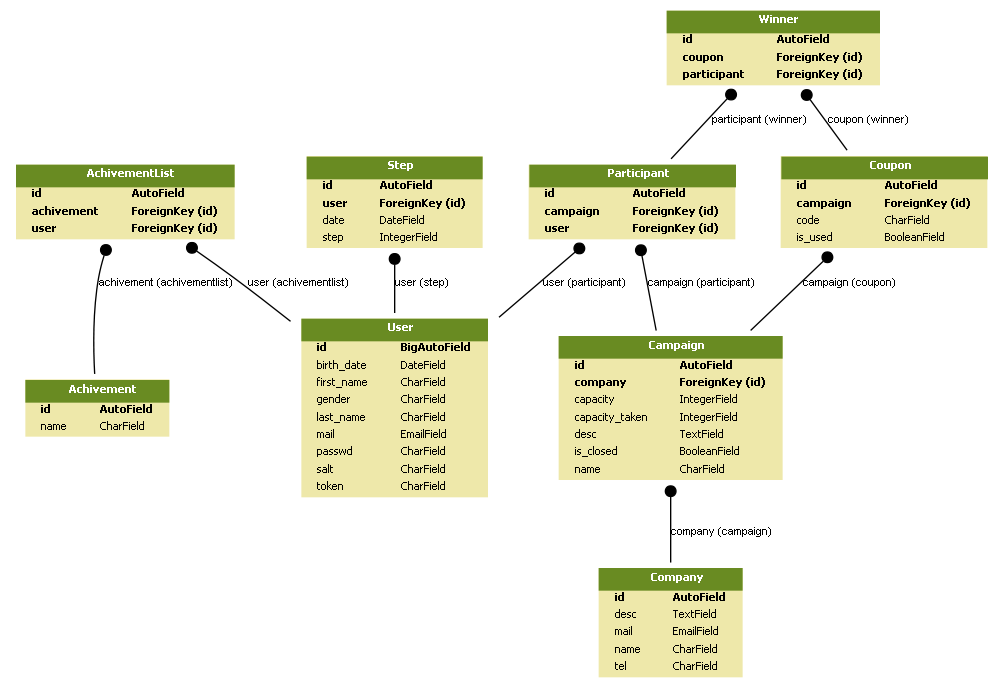 Winner
id AutoField
coupon ForeignKey (id)
participant ForeignKey (id)
participant (winner)
coupon (winner)
AchivementList
id AutoField
achivement ForeignKey (id)
user ForeignKey (id)
Step
id AutoField
user ForeignKey (id)
date DateField
step IntegerField
Participant
id AutoField
campaign ForeignKey (id)
user ForeignKey (id)
Coupon
id AutoField
campaign ForeignKey (id)
code CharField
is_used BooleanField
achivement (achivementlist)
user (achivementlist)
user (step)
user (participant)
campaign (participant)
campaign (coupon)
Achivement
id AutoField
name CharField
User
id BigAutoField
birth_date DateField
first_name CharField
gender CharField
last_name CharField
mail EmailField
passwd CharField
salt CharField
token CharField
Campaign
id AutoField
company ForeignKey (id)
capacity IntegerField
capacity_taken IntegerField
desc TextField
is_closed BooleanField
name CharField
company (campaign)
Company
id AutoField
desc TextField
mail EmailField
name CharField
tel CharField